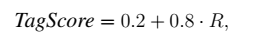 TagScore = 0.2 + 0.8 · R,